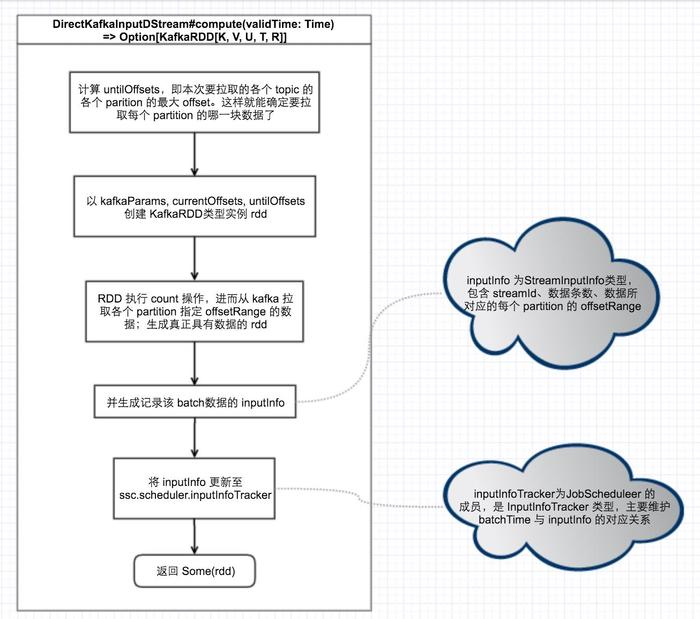 DirectKafkaInputDStream#compute(validTime: Time)
=> Option[KafkaRDD[K, V, U, T, R]]
计算 untilOffsets，即本次要拉取的各个 topic 的
各个 parition 的最大 offset。这样就能确定要拉
取每个 partition 的哪一块数据了
以 kafkaParams, currentOffsets, untilOffsets
创建 KafkaRDD类型实例 rdd
RDD 执行 count 操作，进而从 kafka 拉
取各个 partition 指定 offsetRange 的数
据；生成真正具有数据的 rdd
并生成记录该 batch数据的 inputInfo
将 inputInfo 更新至
ssc.scheduler.inputInfoTracker
返回 Some(rdd)
inputInfo 为StreamInputInfo类型，
包含 streamId、数据条数、数据所
对应的每个 partition 的 offsetRange
inputInfoTracker为JobScheduleer 的
成员，是 InputInfoTracker 类型，主要维护
batchTime 与 inputInfo 的对应关系